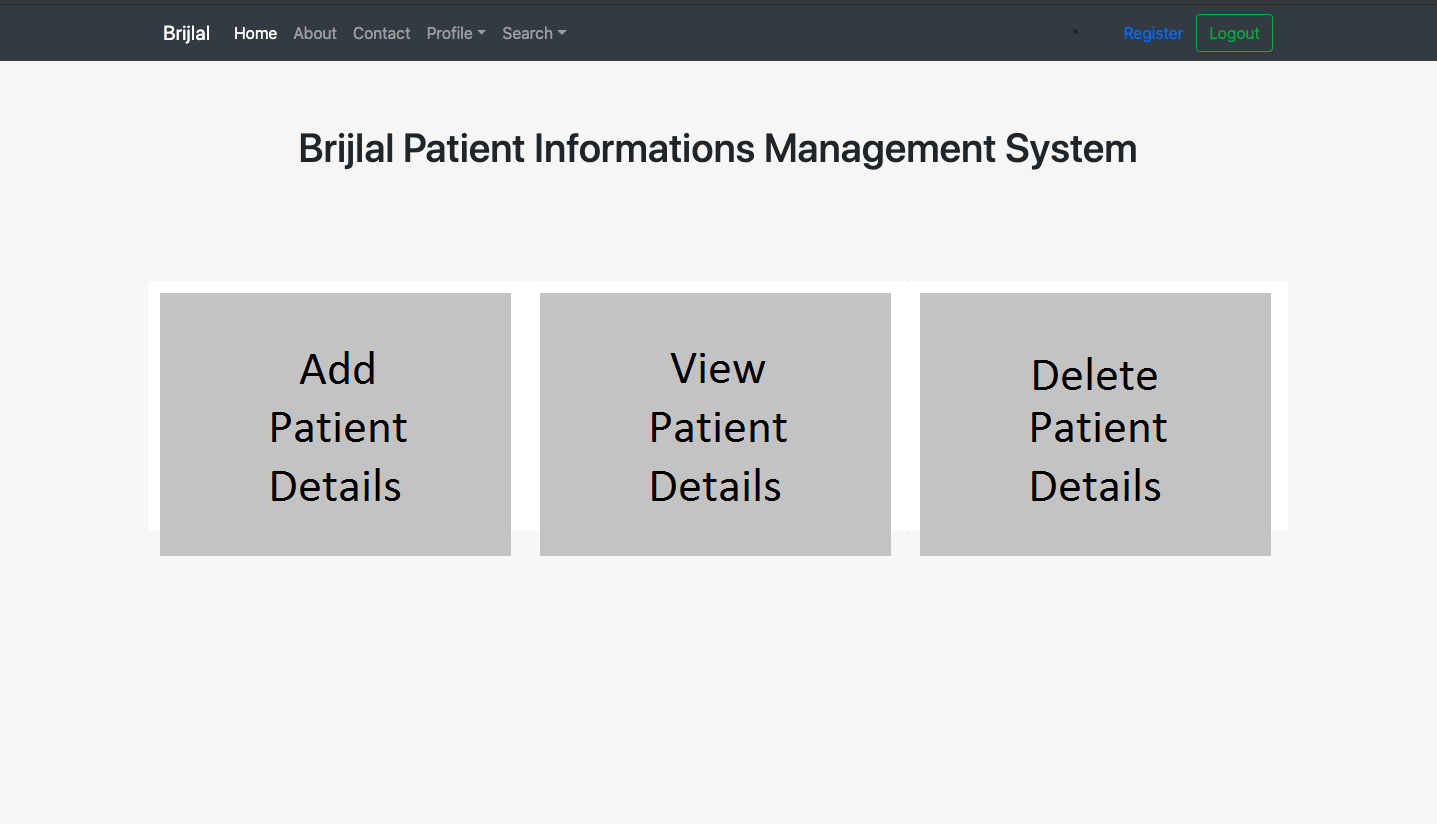 Brijlal Home About Contact Profile Search Register Logout
Brijlal Patient Informations Management System
Add
Patient
Details
View
Patient
Details
Delete
Patient
Details